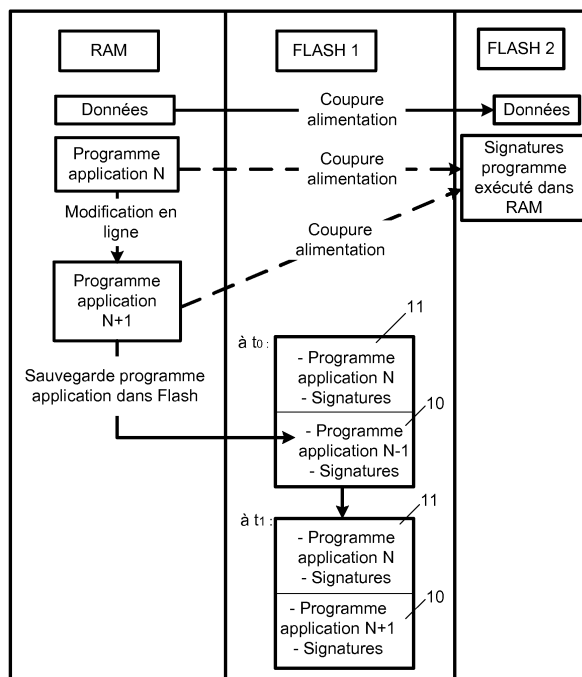 RAM
FLASH 1
FLASH 2
Données
Coupure
alimentation
Données
Programme
application N
Coupure
alimentation
Signatures
programme
exécuté dans
RAM
Modification en
ligne
Coupure
alimentation
Programme
application
N+1
11
à t0 :
- Programme
application N
- Signatures
Sauvegarde programme
application dans Flash
10
- Programme
application N-1
- Signatures
11
à t1 :
- Programme
application N
- Signatures
10
- Programme
application N+1
- Signatures